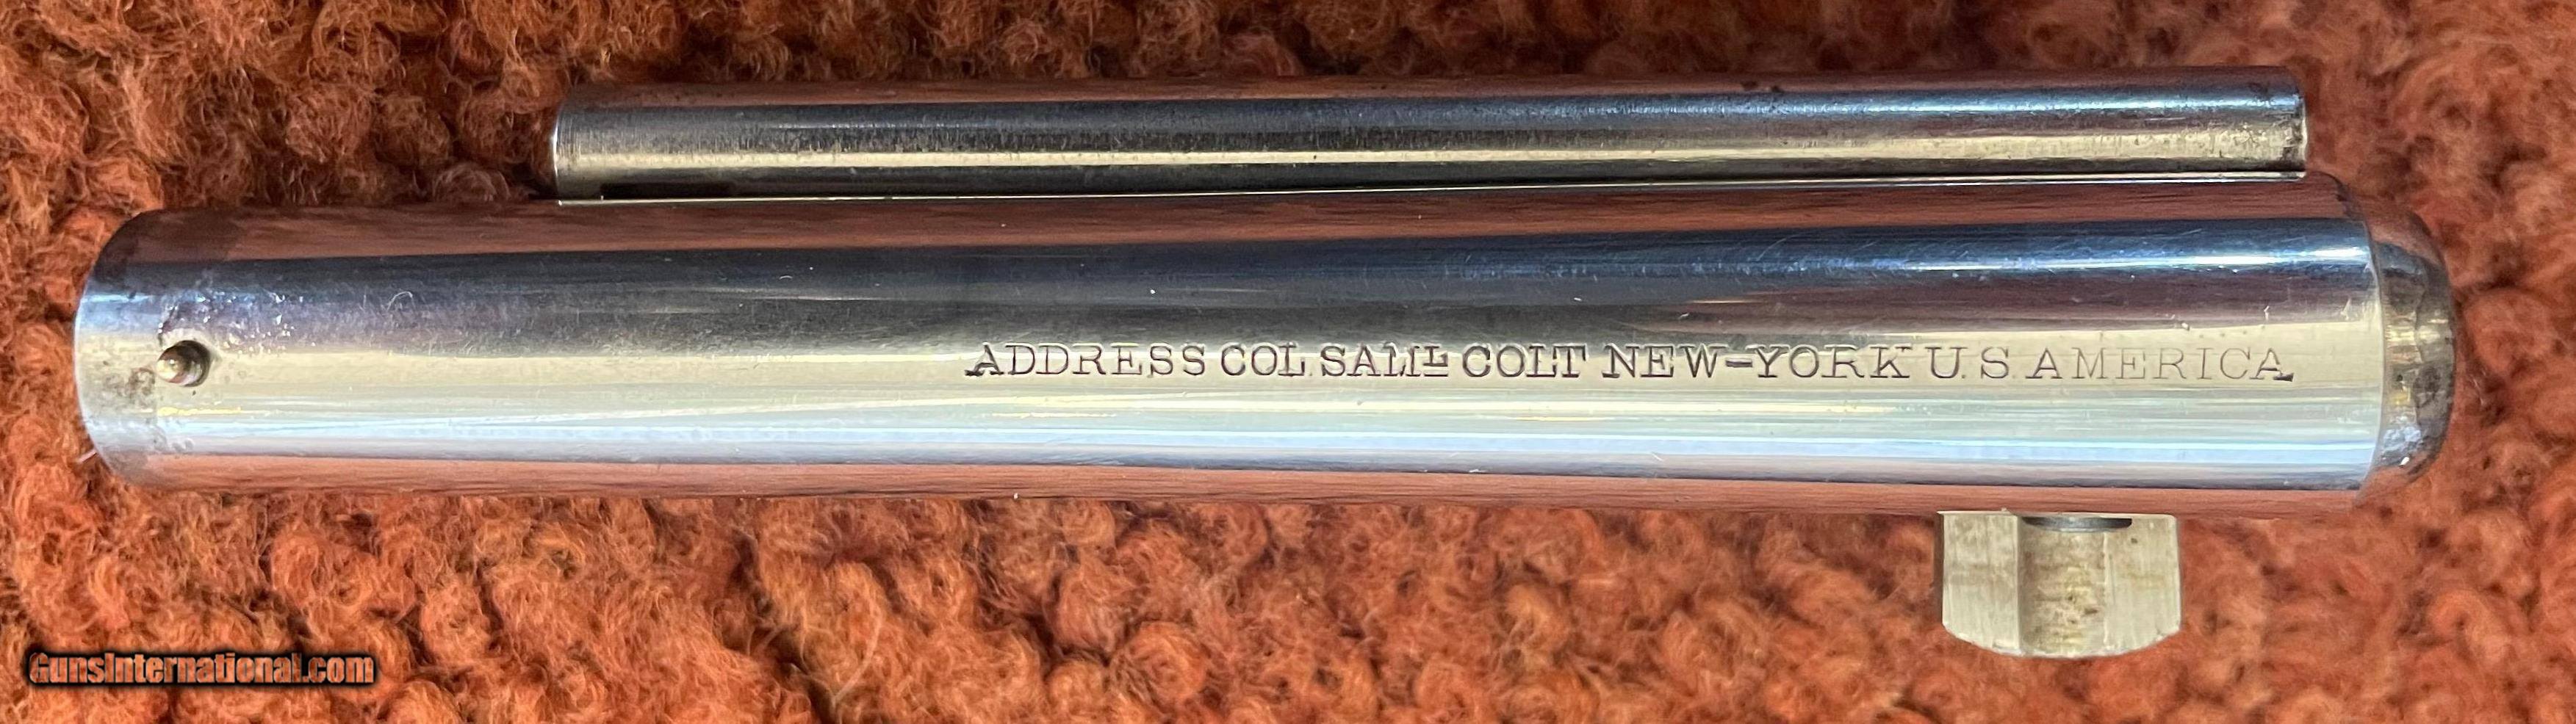 ADDRESS COL. SAMᴸ COLT NEW-YORK U.S. AMERICA
GunsInternational.com